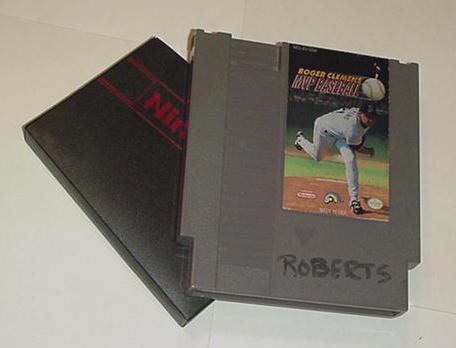 ROGER CLEMENS
MVP BASEBALL
Nin
ROBERTS